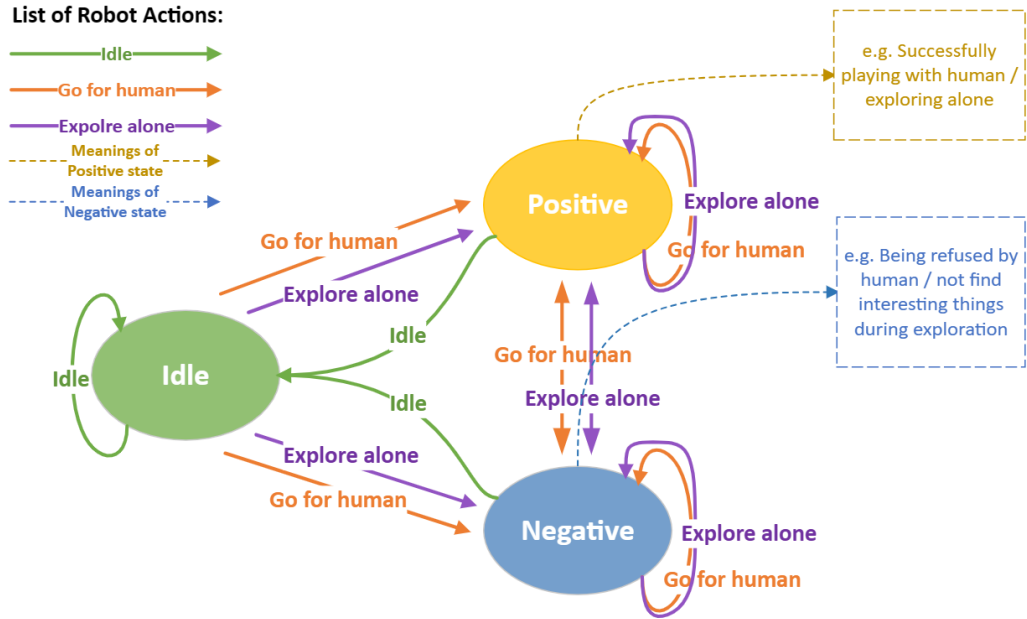 List of Robot Actions:
Idle
Go for human
Expolre alone
Meanings of
Positive state
Meanings of
Negative state
e.g. Successfully
playing with human /
exploring alone
Positive
Explore alone
Go for human
Go for human
Explore alone
e.g. Being refused by
human / not find
interesting things
during exploration
Idle
Idle
Idle
Idle
Go for human
Explore alone
Explore alone
Go for human
Negative
Explore alone
Go for human